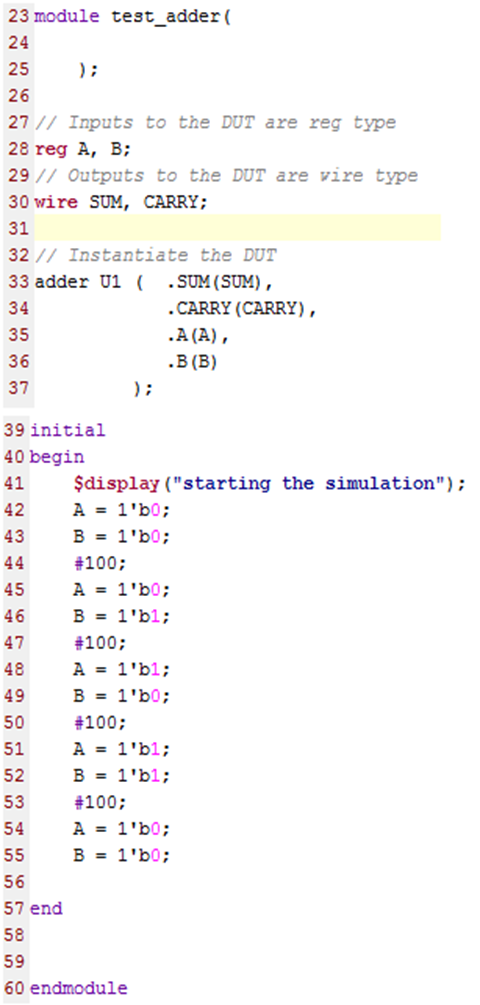 23 module test_adder(
24
25     );
26
27 // Inputs to the DUT are reg type
28 reg A, B;
29 // Outputs to the DUT are wire type
30 wire SUM, CARRY;
31
32 // Instantiate the DUT
33 adder U1 (  .SUM(SUM),
34             .CARRY(CARRY),
35             .A(A),
36             .B(B)
37          );
39 initial
40 begin
41     $display("starting the simulation");
42     A = 1'b0;
43     B = 1'b0;
44     #100;
45     A = 1'b0;
46     B = 1'b1;
47     #100;
48     A = 1'b1;
49     B = 1'b0;
50     #100;
51     A = 1'b1;
52     B = 1'b1;
53     #100;
54     A = 1'b0;
55     B = 1'b0;
56
57 end
58
59
60 endmodule